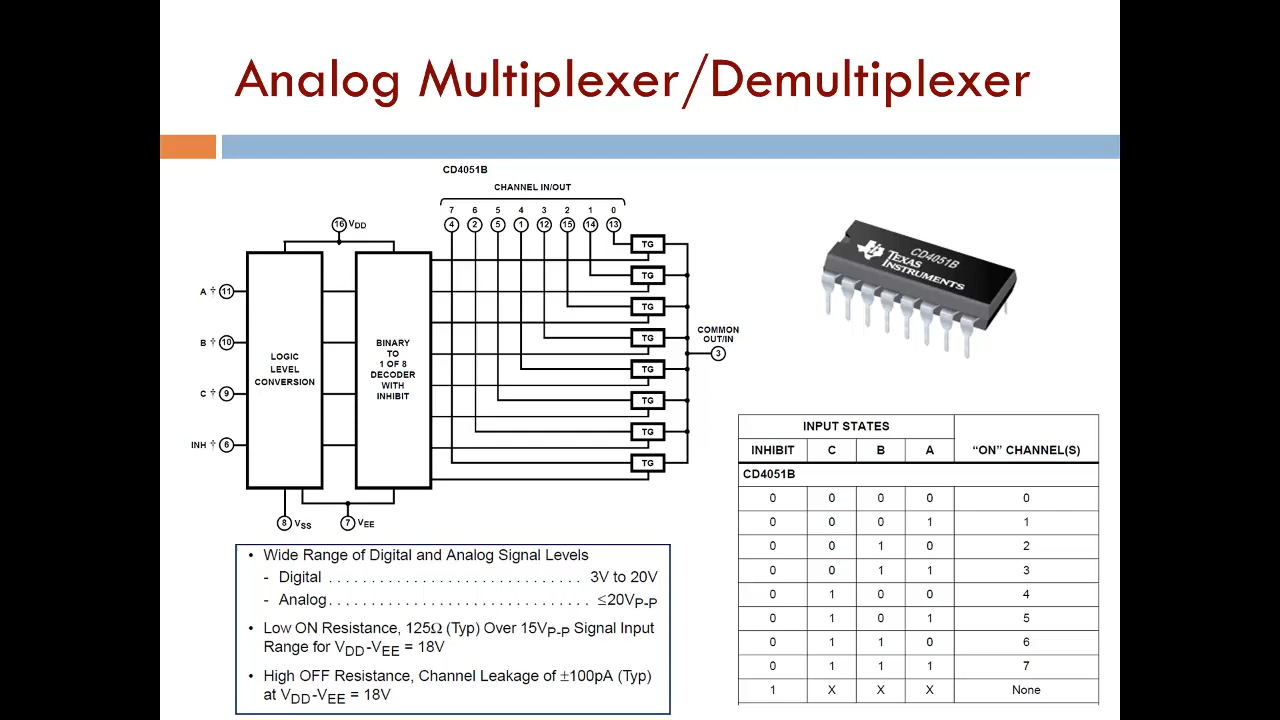 Analog Multiplexer/Demultiplexer
CD4051B
CHANNEL IN/OUT
7 6 5 4 3 2 1 0
4 2 5 1 12 15 14 13
16 VDD
TG
TG
TG
TG
TG
TG
TG
TG
A † 11
B † 10
C † 9
INH † 6
LOGIC
LEVEL
CONVERSION
BINARY
TO
1 OF 8
DECODER
WITH
INHIBIT
COMMON
OUT/IN
3
8 VSS
7 VEE
CD4051B
TEXAS
INSTRUMENTS
• Wide Range of Digital and Analog Signal Levels
- Digital . . . . . . . . . . . . . . . . . . . . . . . . . . . . . . 3V to 20V
- Analog . . . . . . . . . . . . . . . . . . . . . . . . . . . . . . . ≤20VP-P
• Low ON Resistance, 125Ω (Typ) Over 15VP-P Signal Input
Range for VDD-VEE = 18V
• High OFF Resistance, Channel Leakage of ±100pA (Typ)
at VDD-VEE = 18V
INPUT STATES
INHIBIT C B A “ON” CHANNEL(S)
CD4051B
0 0 0 0 0
0 0 0 1 1
0 0 1 0 2
0 0 1 1 3
0 1 0 0 4
0 1 0 1 5
0 1 1 0 6
0 1 1 1 7
1 X X X None